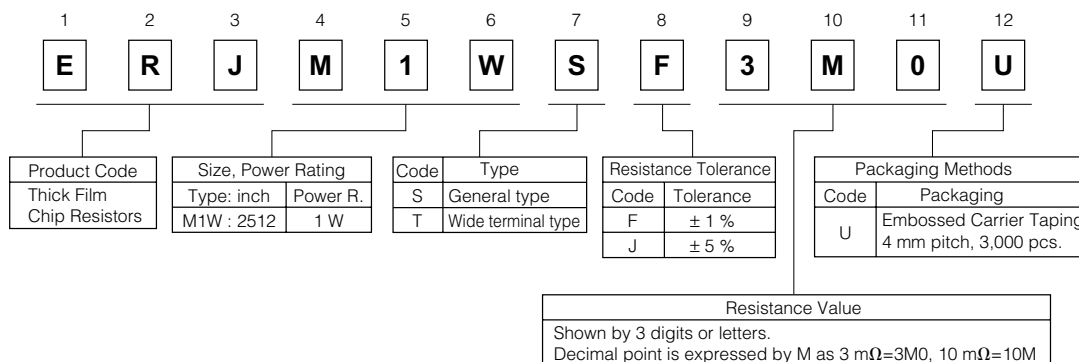 1 2 3 4 5 6 7 8 9 10 11 12
E R J M 1 W S F 3 M 0 U
Product Code
Thick Film
Chip Resistors
Size, Power Rating
Type: inch Power R.
M1W : 2512 1 W
Code Type
S General type
T Wide terminal type
Resistance Tolerance
Code Tolerance
F ± 1 %
J ± 5 %
Packaging Methods
Code Packaging
U Embossed Carrier Taping
4 mm pitch, 3,000 pcs.
Resistance Value
Shown by 3 digits or letters.
Decimal point is expressed by M as 3 mΩ=3M0, 10 mΩ=10M